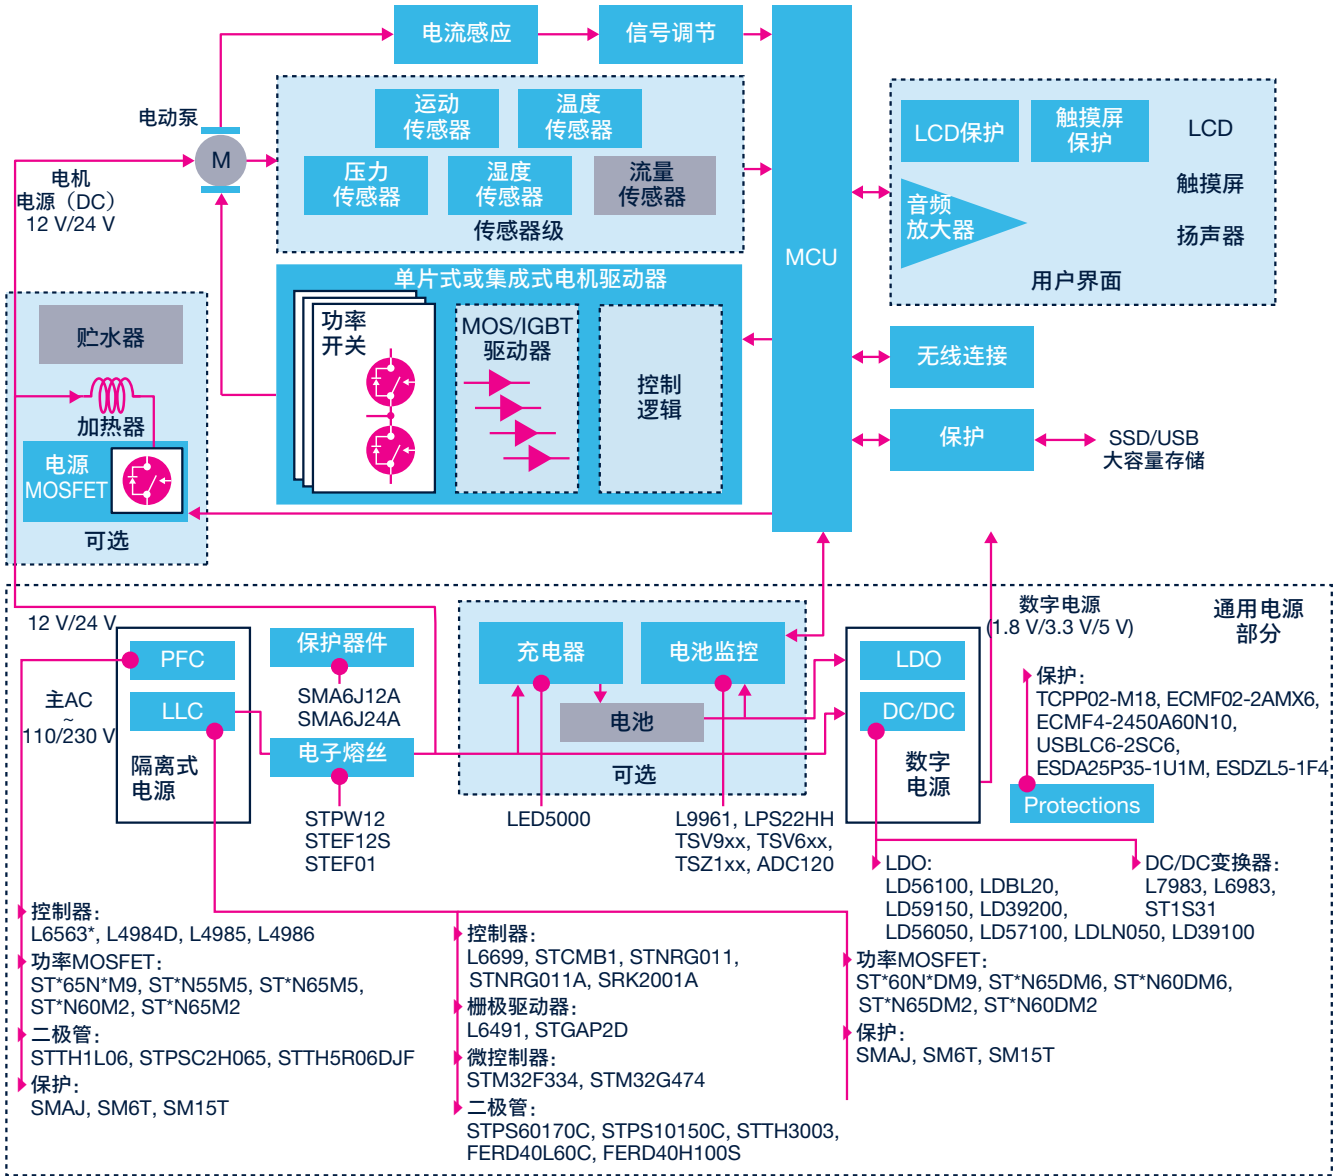 电流感应
信号调节
电动泵
M
电机
电源（DC）
12 V/24 V
运动
传感器
温度
传感器
压力
传感器
湿度
传感器
流量
传感器
传感器级
MCU
LCD保护
触摸屏
保护
LCD
触摸屏
扬声器
音频
放大器
用户界面
单片式或集成式电机驱动器
功率
开关
MOS/IGBT
驱动器
控制
逻辑
贮水器
加热器
电源
MOSFET
可选
无线连接
保护
SSD/USB
大容量存储
12 V/24 V
主AC
~
110/230 V
PFC
LLC
隔离式
电源
保护器件
SMA6J12A
SMA6J24A
电子熔丝
STPW12
STEF12S
STEF01
充电器
电池监控
电池
可选
LED5000
L9961, LPS22HH
TSV9xx, TSV6xx,
TSZ1xx, ADC120
数字电源
(1.8 V/3.3 V/5 V)
通用电源
部分
LDO
DC/DC
数字
电源
保护：
TCPP02-M18, ECMF02-2AMX6,
ECMF4-2450A60N10,
USBLC6-2SC6,
ESDA25P35-1U1M, ESDZL5-1F4
Protections
LDO:
LD56100, LDBL20,
LD59150, LD39200,
LD56050, LD57100, LDLN050, LD39100
DC/DC变换器：
L7983, L6983,
ST1S31
控制器：
L6563*, L4984D, L4985, L4986
功率MOSFET：
ST*65N*M9, ST*N55M5, ST*N65M5,
ST*N60M2, ST*N65M2
二极管：
STTH1L06, STPSC2H065, STTH5R06DJF
保护：
SMAJ, SM6T, SM15T
控制器：
L6699, STCMB1, STNRG011,
STNRG011A, SRK2001A
栅极驱动器：
L6491, STGAP2D
微控制器：
STM32F334, STM32G474
二极管：
STPS60170C, STPS10150C, STTH3003,
FERD40L60C, FERD40H100S
功率MOSFET：
ST*60N*DM9, ST*N65DM6, ST*N60DM6,
ST*N65DM2, ST*N60DM2
保护：
SMAJ, SM6T, SM15T